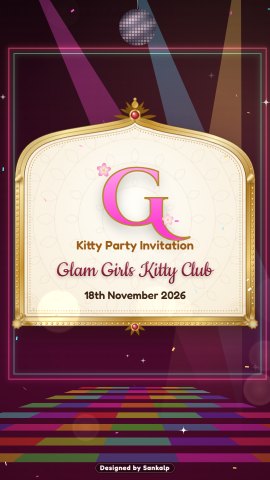 G
Kitty Party Invitation
Glam Girls Kitty Club
18th November 2026
Designed by Sankalp